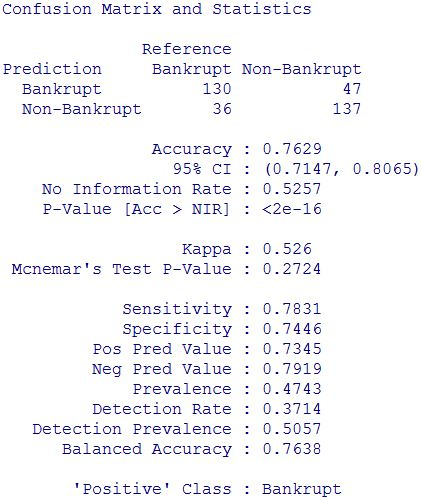 Confusion Matrix and Statistics
Reference
Prediction Bankrupt Non-Bankrupt
Bankrupt 130 47
Non-Bankrupt 36 137
Accuracy : 0.7629
95% CI : (0.7147, 0.8065)
No Information Rate : 0.5257
P-Value [Acc > NIR] : <2e-16
Kappa : 0.526
Mcnemar's Test P-Value : 0.2724
Sensitivity : 0.7831
Specificity : 0.7446
Pos Pred Value : 0.7345
Neg Pred Value : 0.7919
Prevalence : 0.4743
Detection Rate : 0.3714
Detection Prevalence : 0.5057
Balanced Accuracy : 0.7638
'Positive' Class : Bankrupt